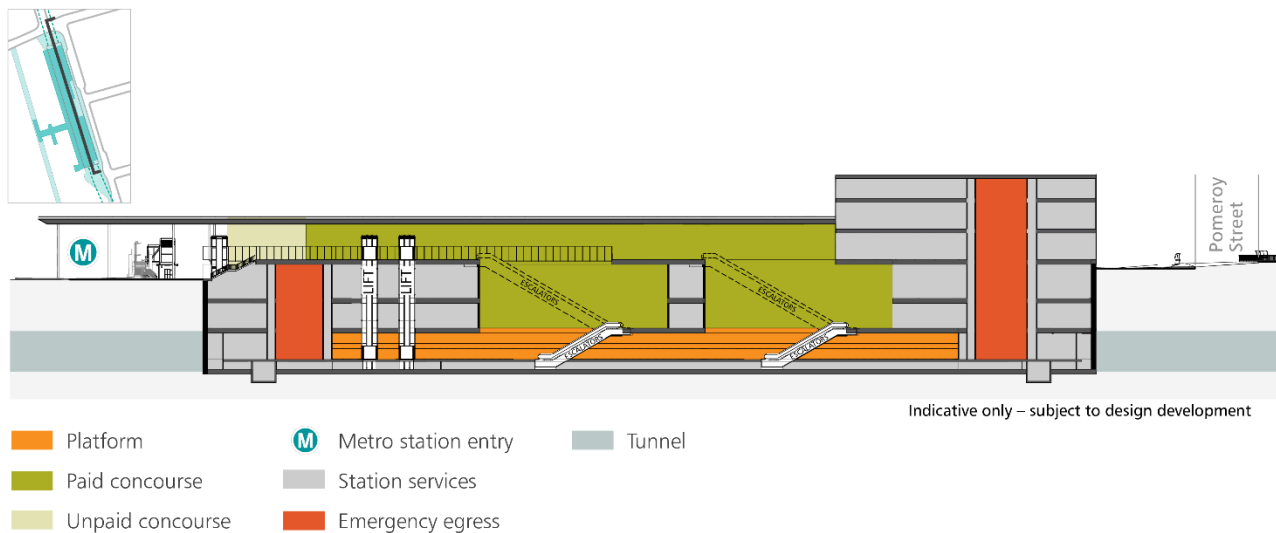 M
Pomeroy
Street
LIFT
LIFT
ESCALATORS
ESCALATORS
ESCALATORS
ESCALATORS
Indicative only – subject to design development
Platform
M Metro station entry
Tunnel
Paid concourse
Station services
Unpaid concourse
Emergency egress